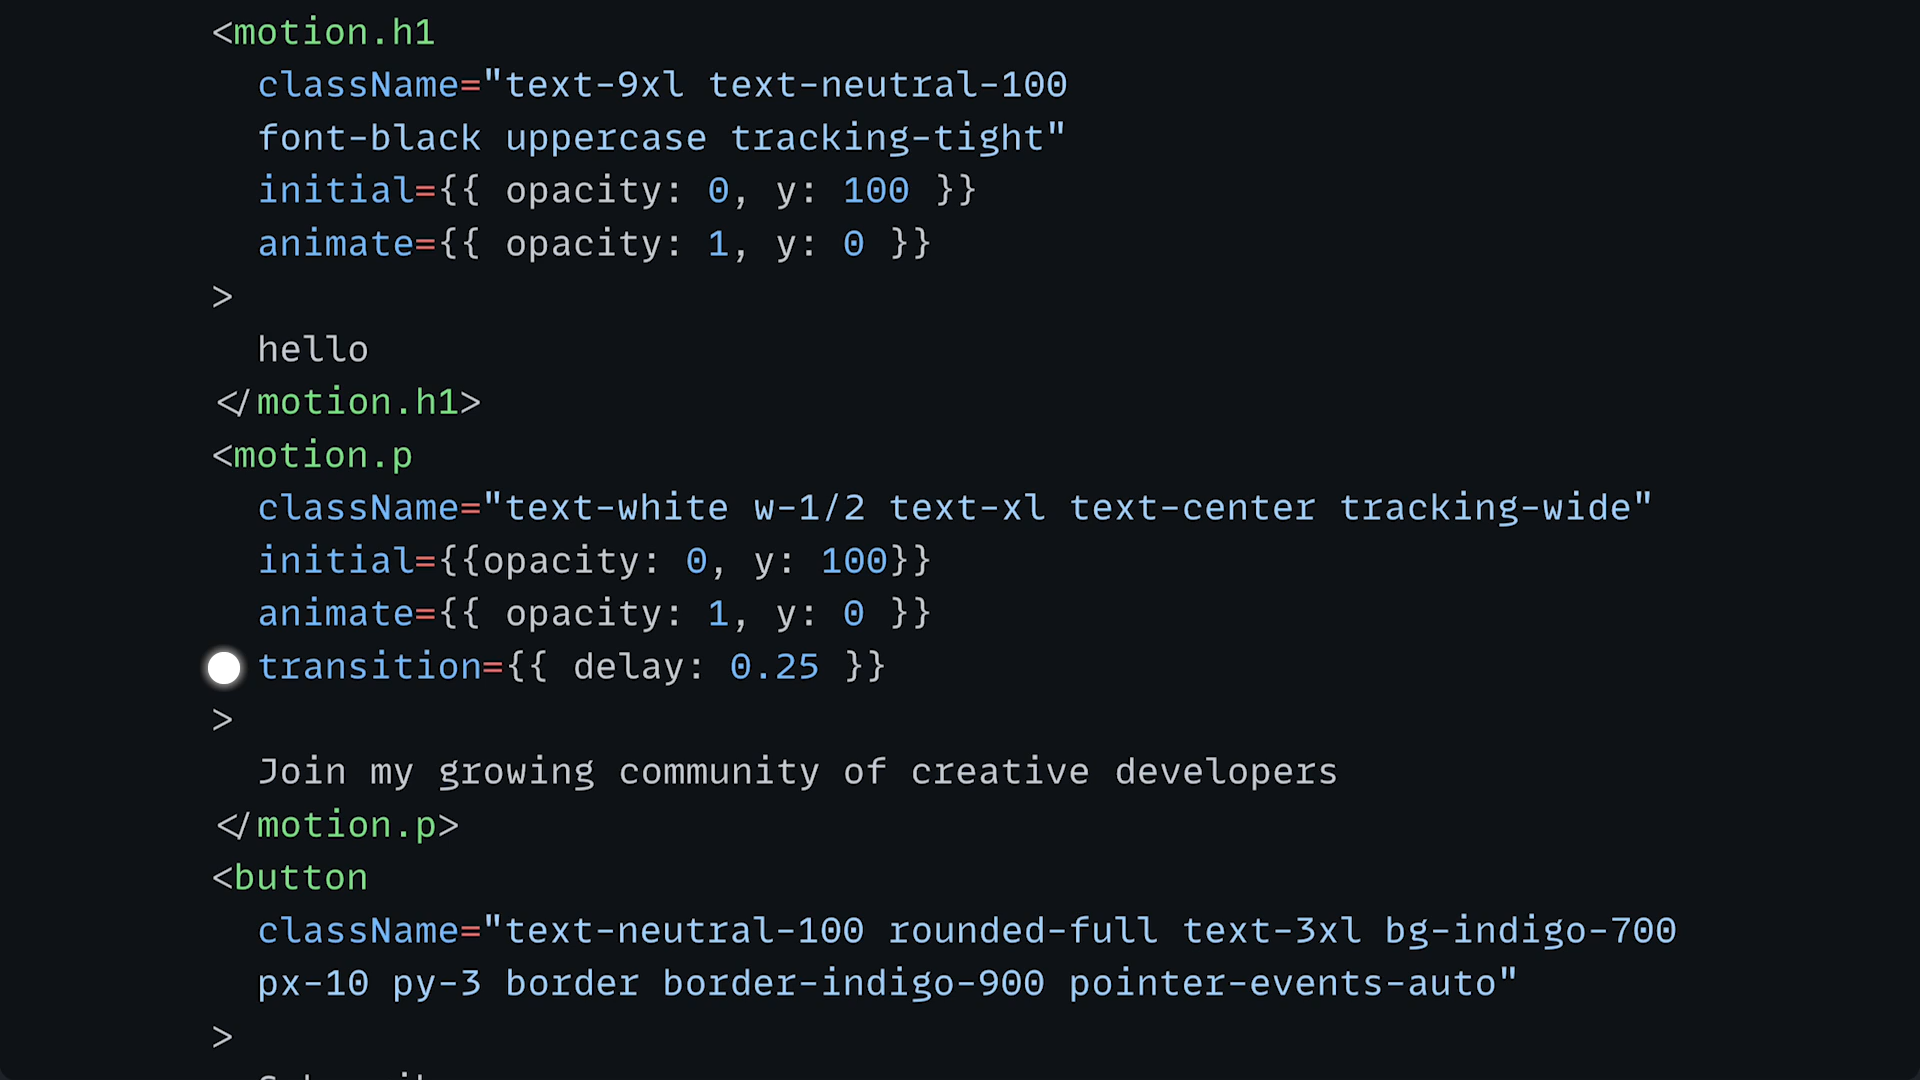 <motion.h1
className="text-9xl text-neutral-100
font-black uppercase tracking-tight"
initial={{ opacity: 0, y: 100 }}
animate={{ opacity: 1, y: 0 }}
>
hello
</motion.h1>
<motion.p
className="text-white w-1/2 text-xl text-center tracking-wide"
initial={{opacity: 0, y: 100}}
animate={{ opacity: 1, y: 0 }}
transition={{ delay: 0.25 }}
>
Join my growing community of creative developers
</motion.p>
<button
className="text-neutral-100 rounded-full text-3xl bg-indigo-700
px-10 py-3 border border-indigo-900 pointer-events-auto"
>